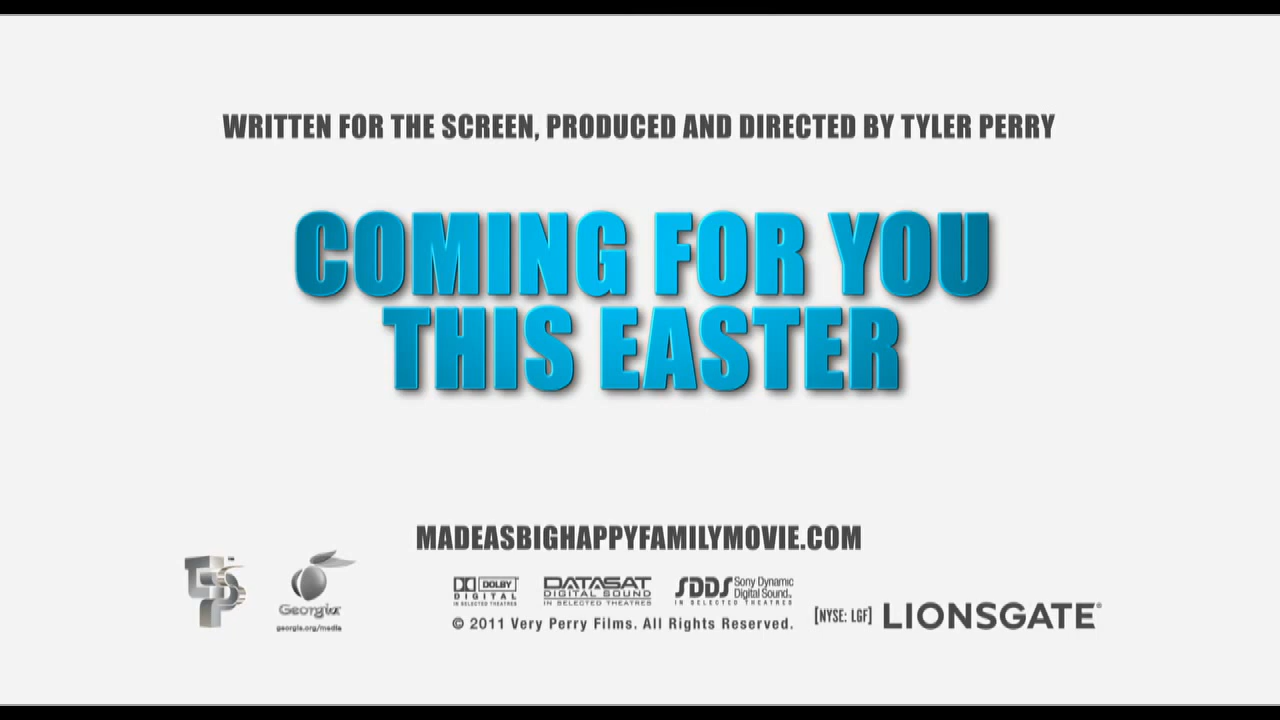 WRITTEN FOR THE SCREEN, PRODUCED AND DIRECTED BY TYLER PERRY
COMING FOR YOU
THIS EASTER
MADEASBIGHAPPYFAMILYMOVIE.COM
TPS
Georgia
georgia.org/media
DOLBY
DIGITAL
IN SELECTED THEATRES
DATASAT
DIGITAL SOUND
IN SELECTED THEATRES
SDDS Sony Dynamic
Digital Sound.
IN SELECTED THEATRES
© 2011 Very Perry Films. All Rights Reserved.
[NYSE: LGF] LIONSGATE®